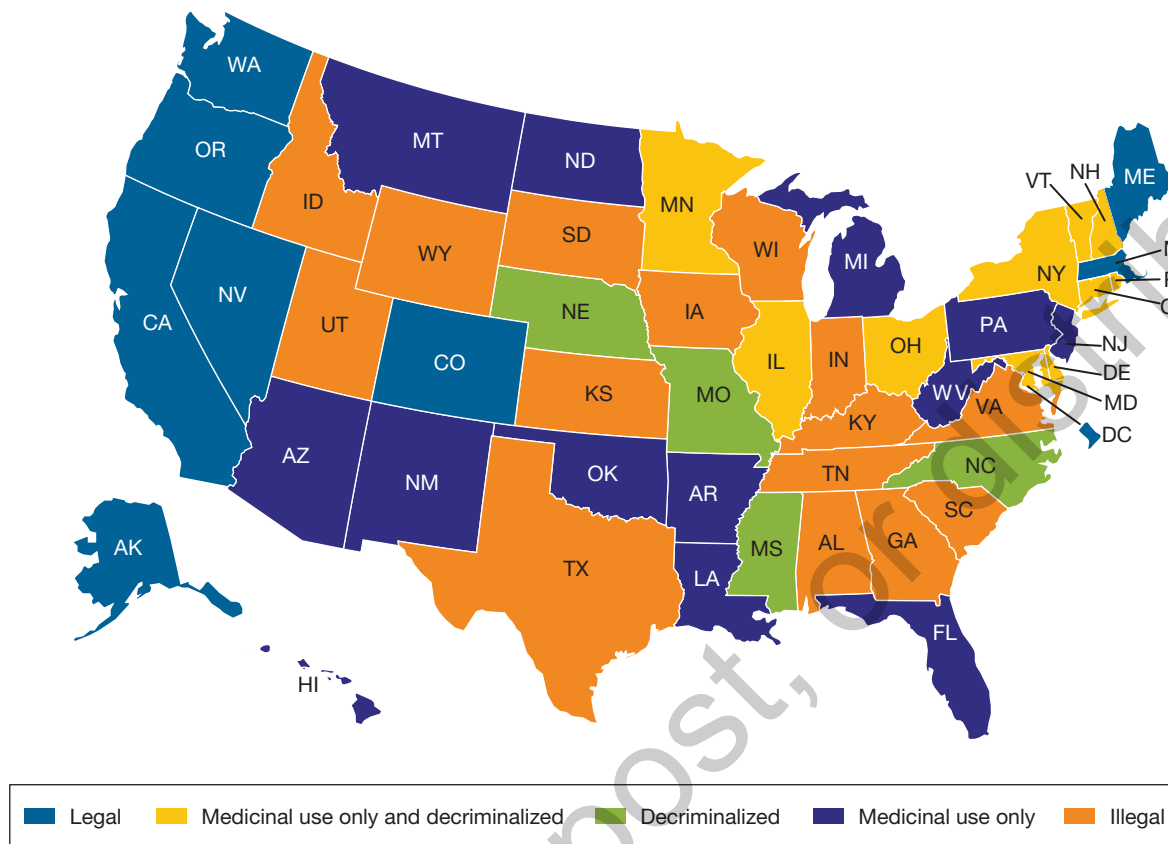 WA
OR
MT
ND
ID
MN
VT
NH
ME
SD
WI
WY
MI
NY
NV
NE
IA
PA
CA
UT
CO
IL
IN
OH
NJ
DE
KS
MO
WV
VA
MD
KY
DC
AZ
NM
OK
AR
TN
NC
SC
AK
MS
AL
GA
TX
LA
FL
HI
post, or distrib
Legal
Medicinal use only and decriminalized
Decriminalized
Medicinal use only
Illegal